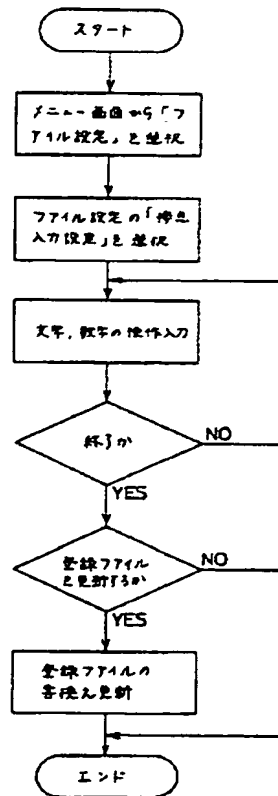 スタート
メニュー画面から「フ
ァイル設定」を選択
ファイル設定の「接点
入力設定」を選択
文字,数字の操作入力
終了か
NO
YES
登録ファイル
を更新するか
NO
YES
登録ファイルの
書換え更新
エンド